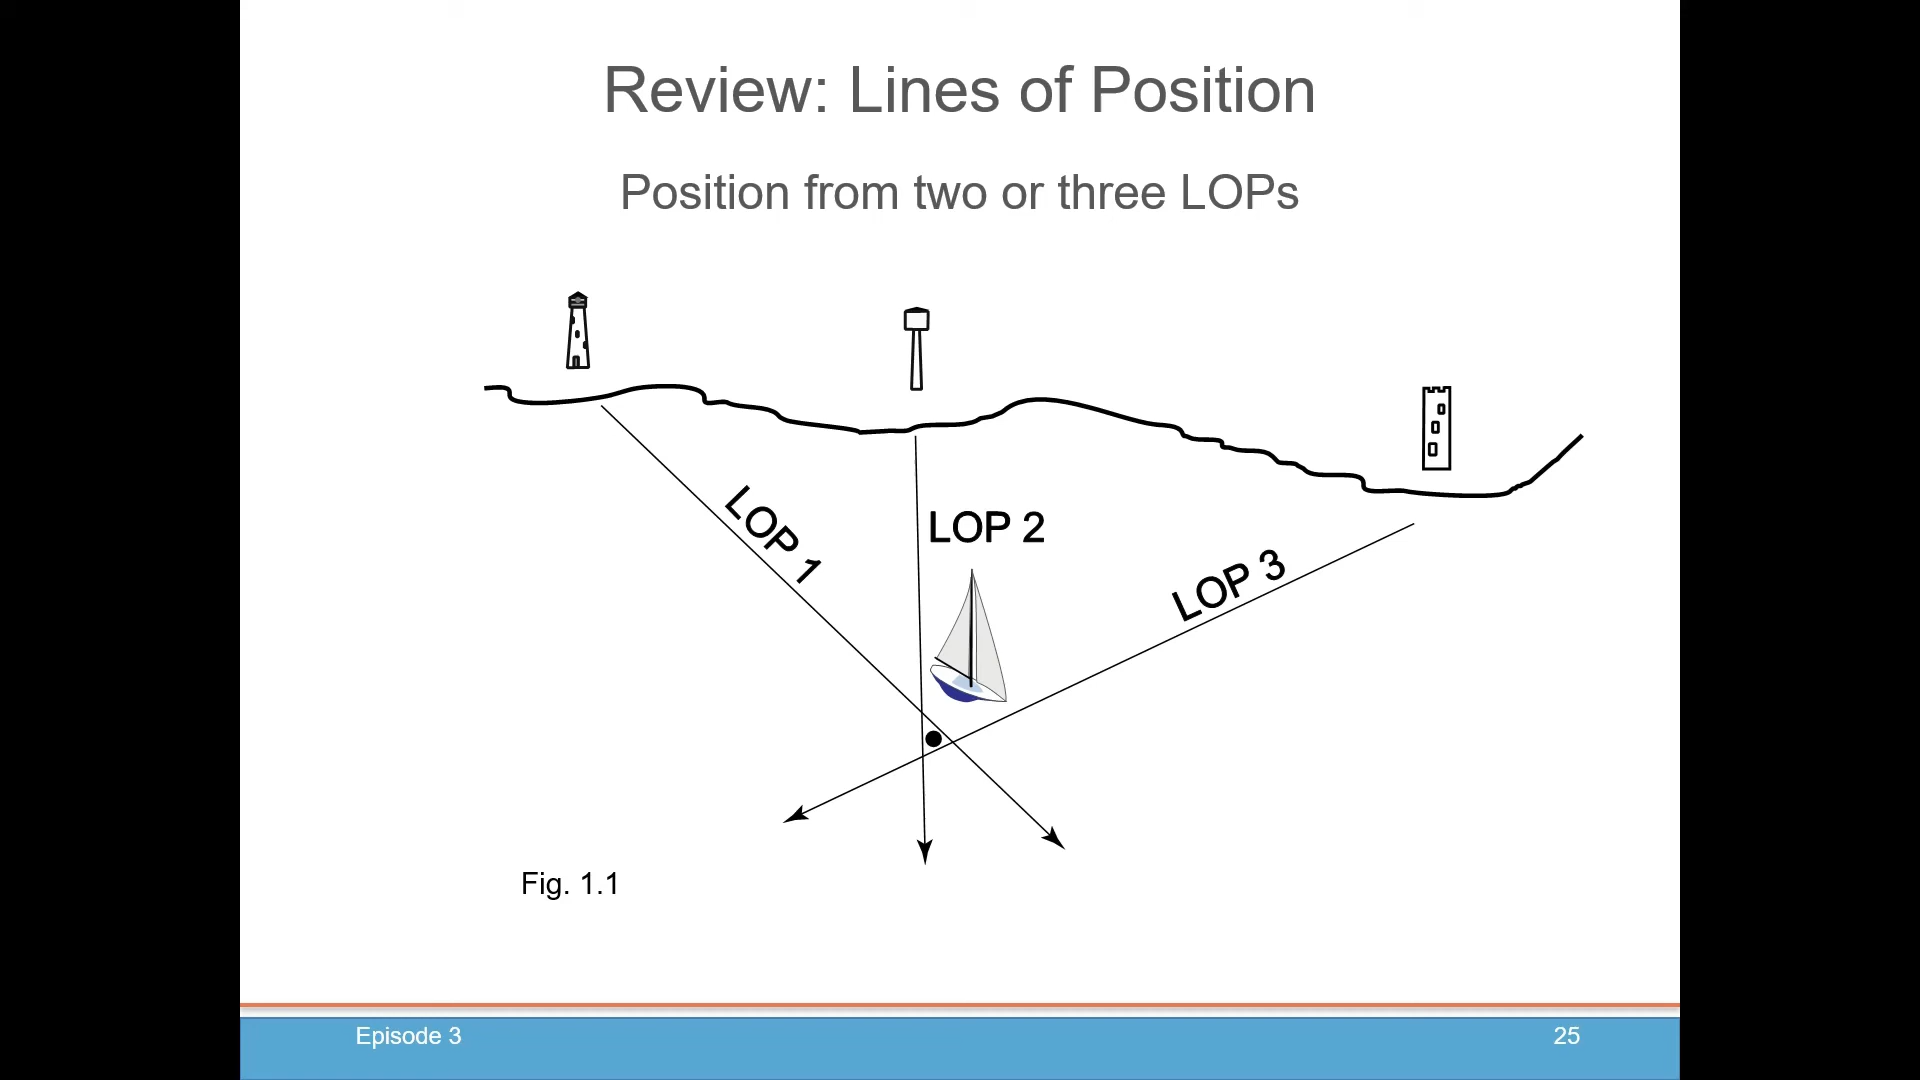 Review: Lines of Position
Position from two or three LOPs
LOP 1
LOP 2
LOP 3
Fig. 1.1
Episode 3
25